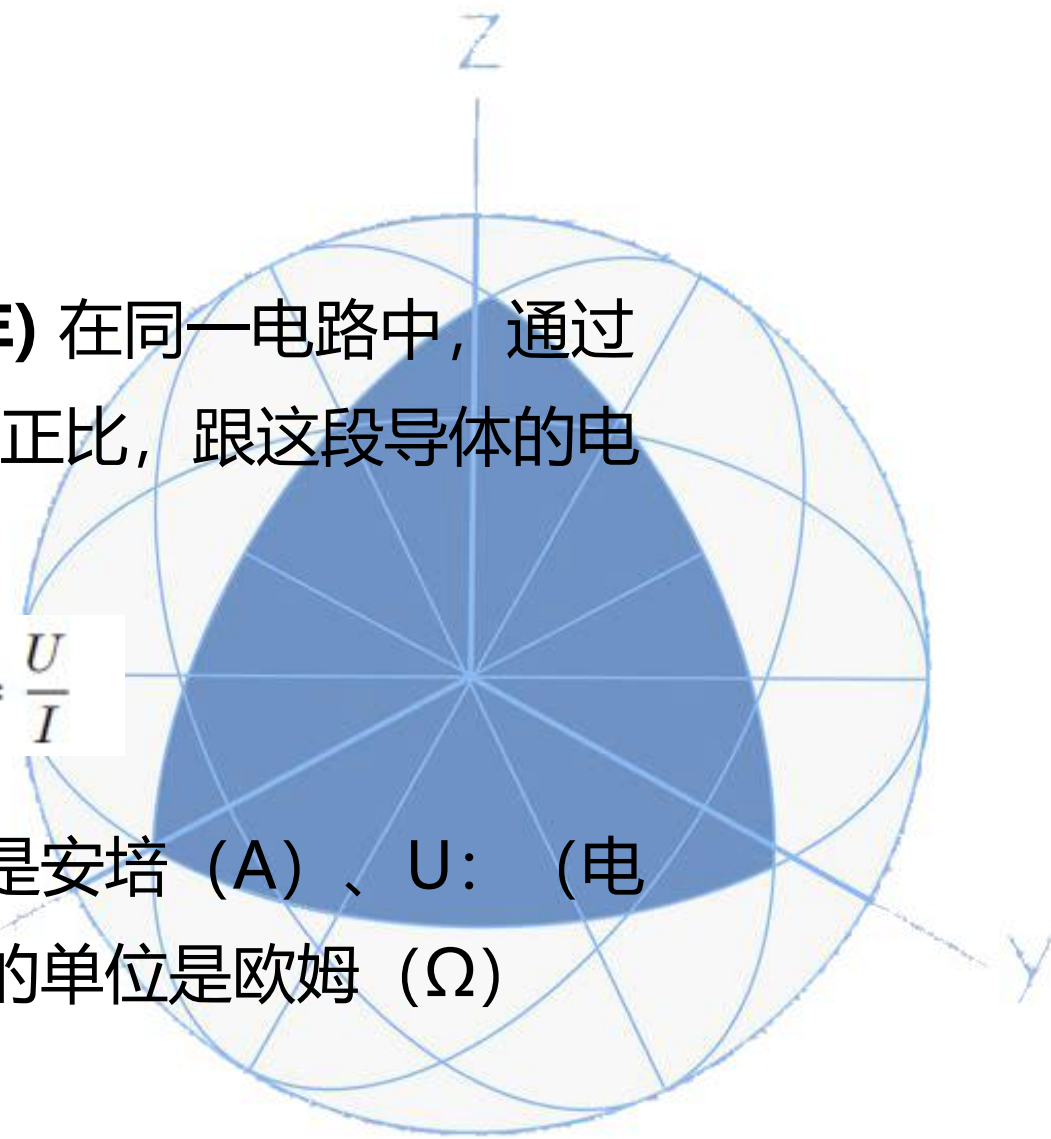 Z
E) 在同一电路中，通过
正比，跟这段导体的电
= U/I
是安培（A）、U：（电
的单位是欧姆（Ω）
Y